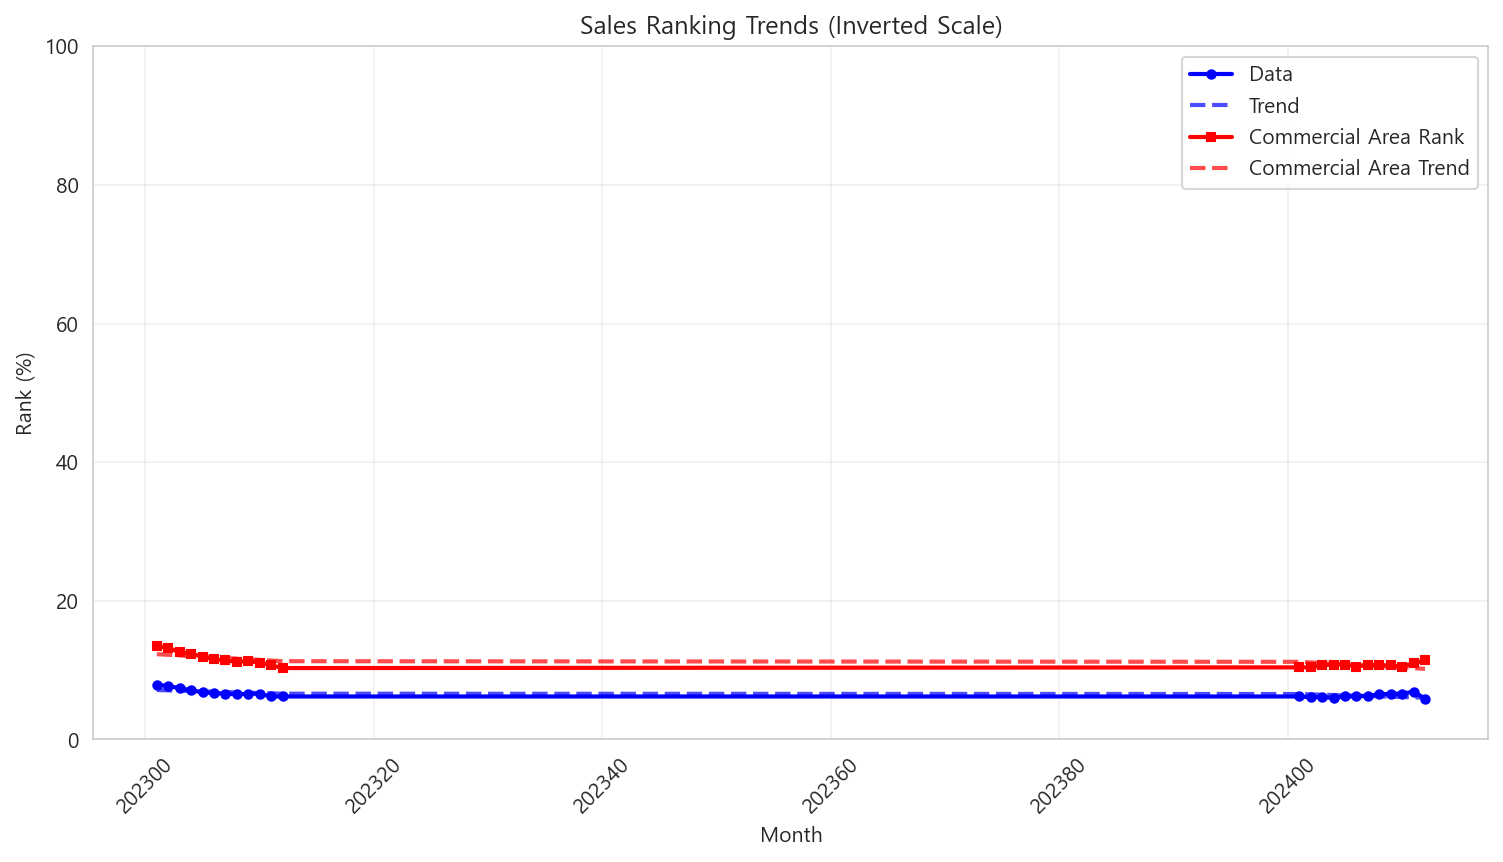 Sales Ranking Trends (Inverted Scale)
100
80
60
40
20
0
Rank (%)
Data
Trend
Commercial Area Rank
Commercial Area Trend
202300
202320
202340
202360
202380
202400
Month